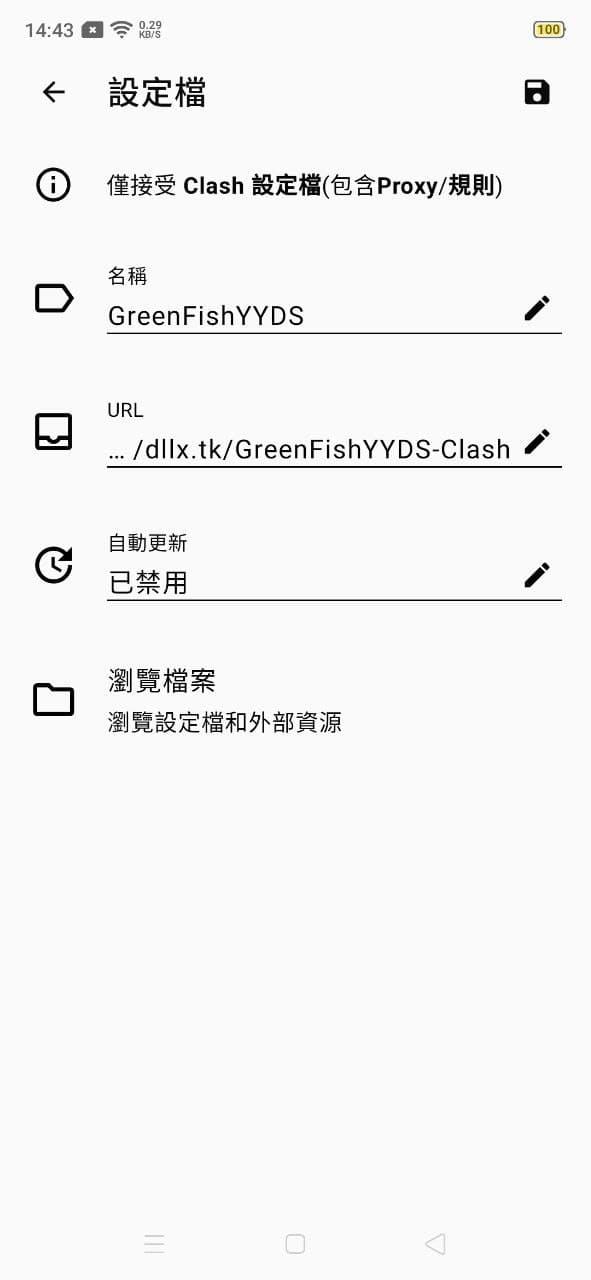 14:43 0.29 KB/S 100
設定檔
僅接受 Clash 設定檔(包含Proxy/規則)
名稱
GreenFishYYDS
URL
… /dllx.tk/GreenFishYYDS-Clash
自動更新
已禁用
瀏覽檔案
瀏覽設定檔和外部資源